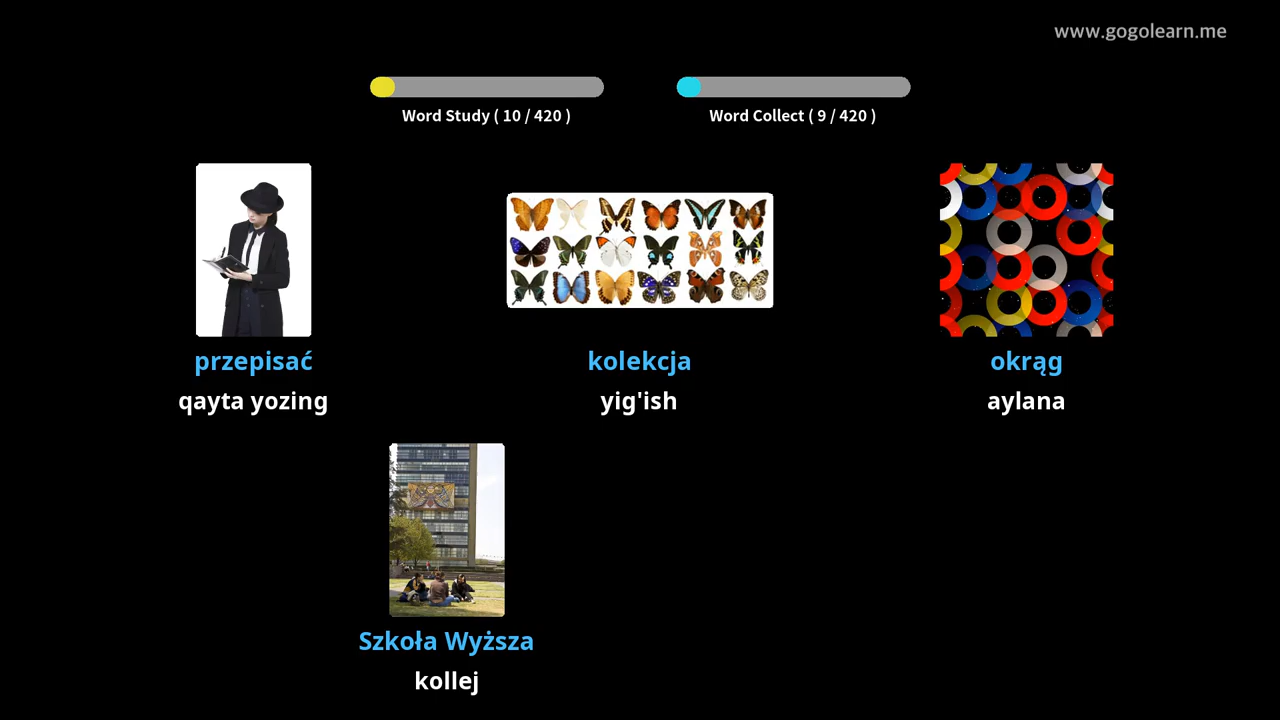 www.gogolearn.me
Word Study ( 10 / 420 )
Word Collect ( 9 / 420 )
przepisać
qayta yozing
kolekcja
yig'ish
okrąg
aylana
Szkoła Wyższa
kollej